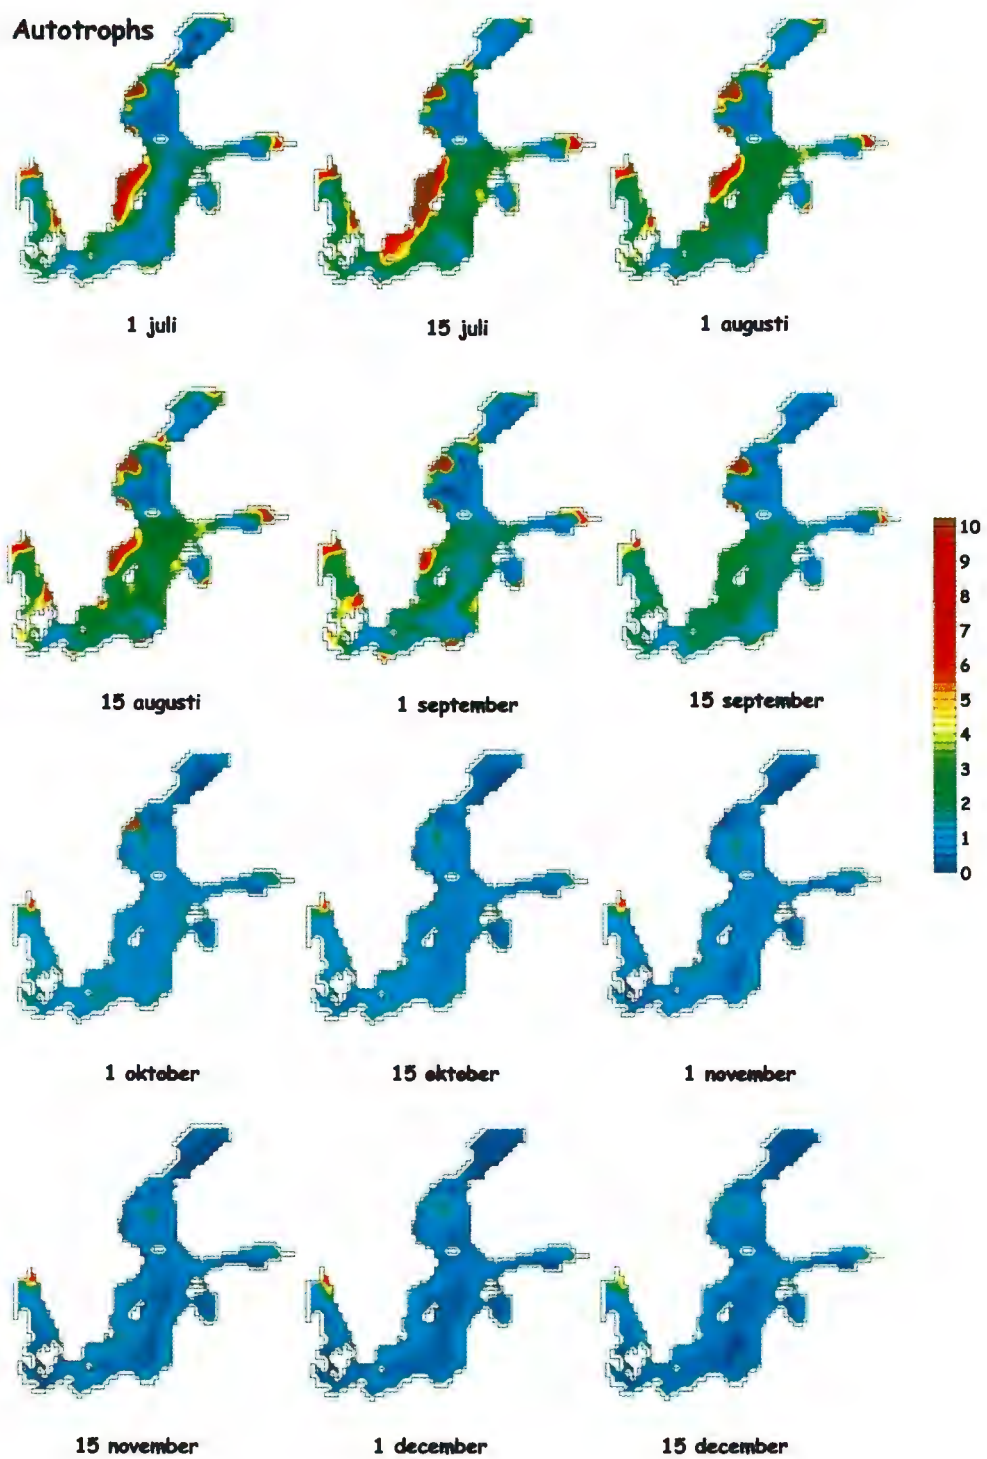 Autotrophs
1 juli
15 juli
1 augusti
15 augusti
1 september
15 september
10
9
8
7
6
5
4
3
2
1
0
1 oktober
15 oktober
1 november
15 november
1 december
15 december